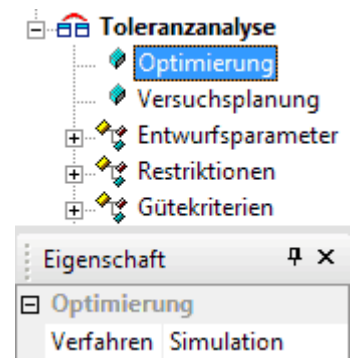 Toleranzanalyse
Optimierung
Versuchsplanung
Entwurfsparameter
Restriktionen
Gütekriterien
Eigenschaft
Optimierung
Verfahren Simulation